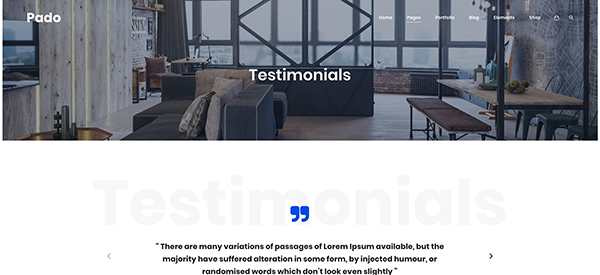 Pado
Home Pages Portfolio Blog Elements Shop
Testimonials
Testimonials
" There are many variations of passages of Lorem Ipsum available, but the
majority have suffered alteration in some form, by injected humour, or
randomised words which don't look even slightly "